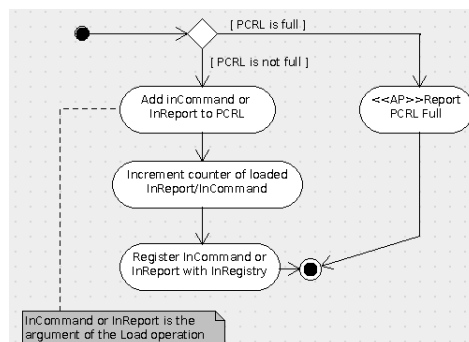 [ PCRL is full ]
[ PCRL is not full ]
Add inCommand or
InReport to PCRL
<<AP>>Report
PCRL Full
Increment counter of loaded
InReport/InCommand
Register InCommand or
InReport with InRegistry
InCommand or InReport is the
argument of the Load operation